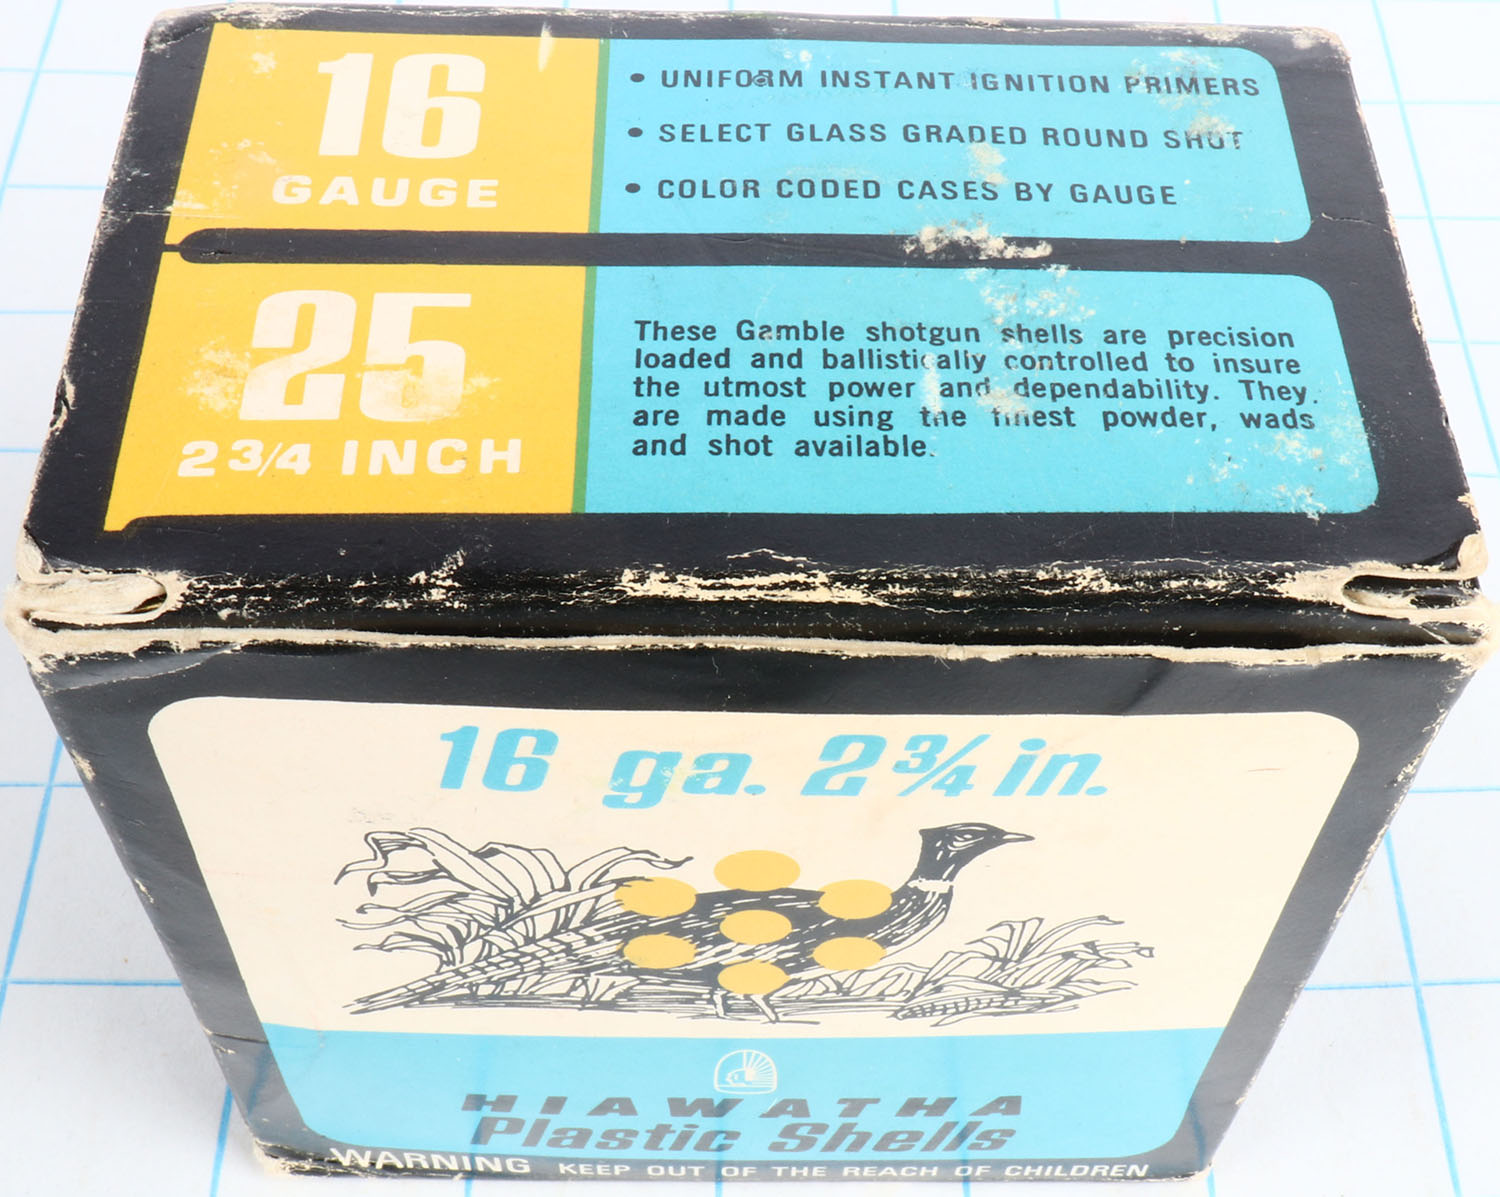 16
GAUGE
• UNIFORM INSTANT IGNITION PRIMERS
• SELECT GLASS GRADED ROUND SHOT
• COLOR CODED CASES BY GAUGE
25
2 3/4 INCH
These Gamble shotgun shells are precision
loaded and ballistically controlled to insure
the utmost power and dependability. They
are made using the finest powder, wads
and shot available.
16 ga. 2 3/4 in.
HIAWATHA
Plastic Shells
WARNING KEEP OUT OF THE REACH OF CHILDREN